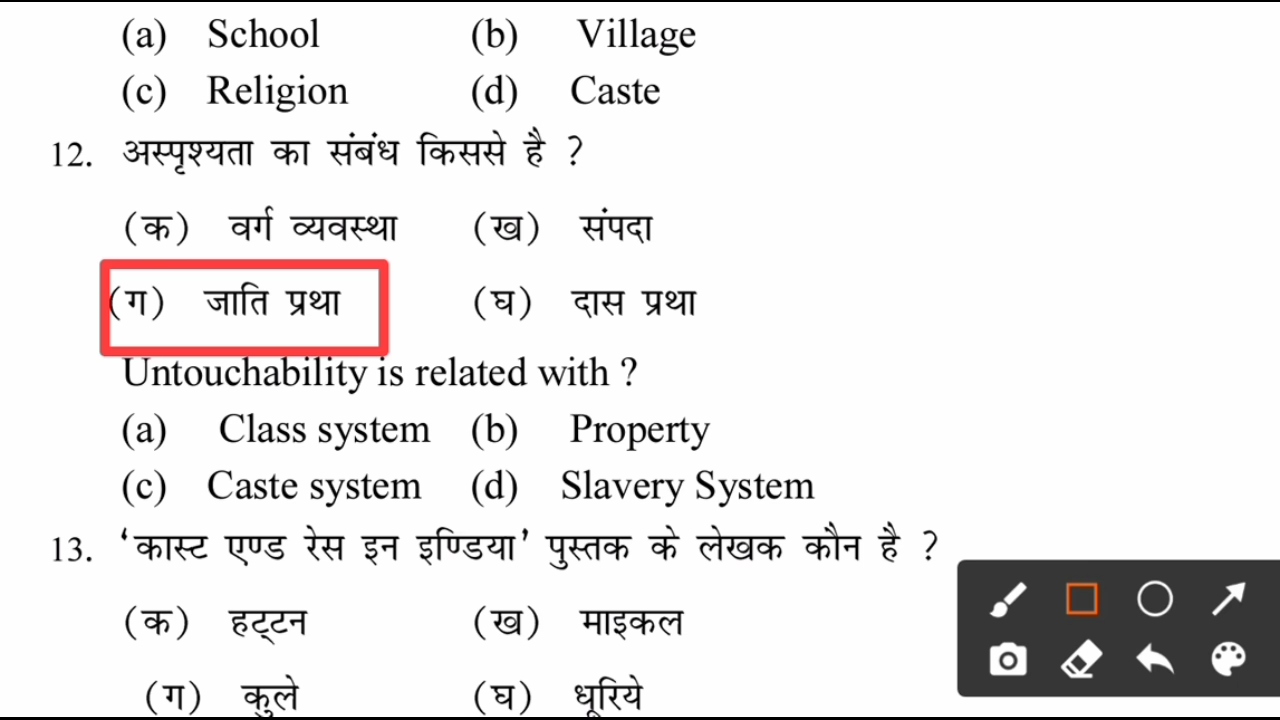 (a) School (b) Village
(c) Religion (d) Caste
12. अस्पृश्यता का संबंध किससे है ?
(क) वर्ग व्यवस्था (ख) संपदा
(ग) जाति प्रथा (घ) दास प्रथा
Untouchability is related with ?
(a) Class system (b) Property
(c) Caste system (d) Slavery System
13. ‘कास्ट एण्ड रेस इन इण्डिया’ पुस्तक के लेखक कौन है ?
(क) हट्टन (ख) माइकल
(ग) कुले (घ) धूरिये